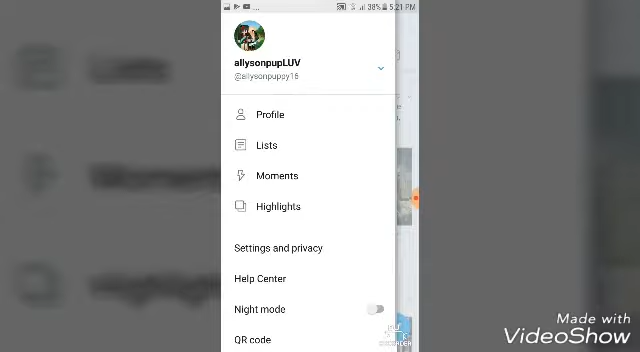 38% 5:21 PM
allysonpupLUV
@allysonpuppy16
Profile
Lists
Moments
Highlights
Settings and privacy
Help Center
Night mode
QR code
Made with
VideoShow